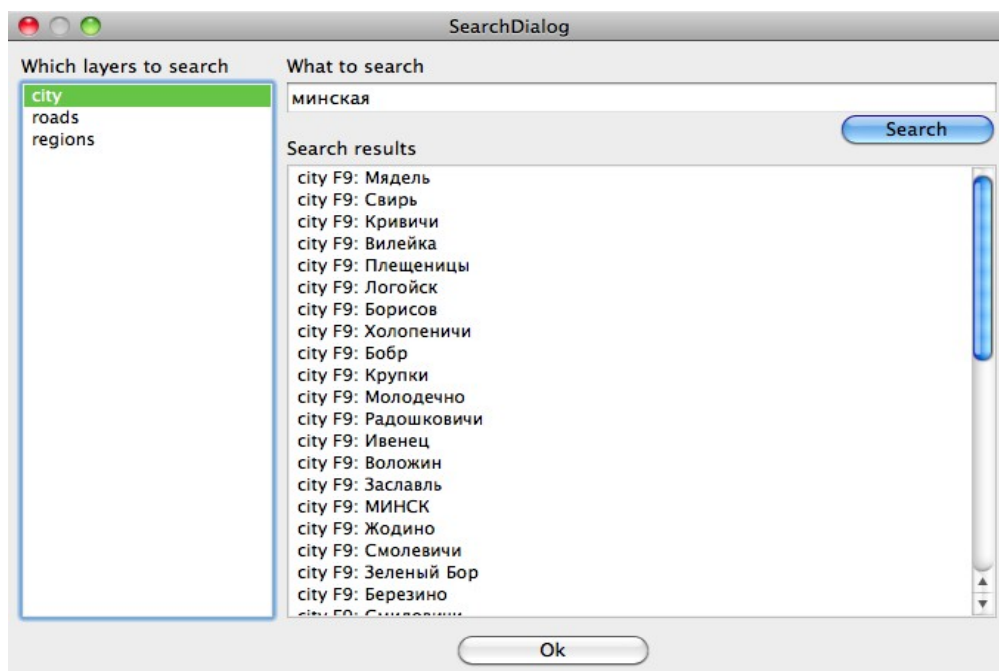 SearchDialog
Which layers to search
city
roads
regions
What to search
минская
Search
Search results
city F9: Мядель
city F9: Свирь
city F9: Кривичи
city F9: Вилейка
city F9: Плещеницы
city F9: Логойск
city F9: Борисов
city F9: Холопеничи
city F9: Бобр
city F9: Крупки
city F9: Молодечно
city F9: Радошковичи
city F9: Ивенец
city F9: Воложин
city F9: Заславль
city F9: МИНСК
city F9: Жодино
city F9: Смолевичи
city F9: Зеленый Бор
city F9: Березино
city F9:
Ok